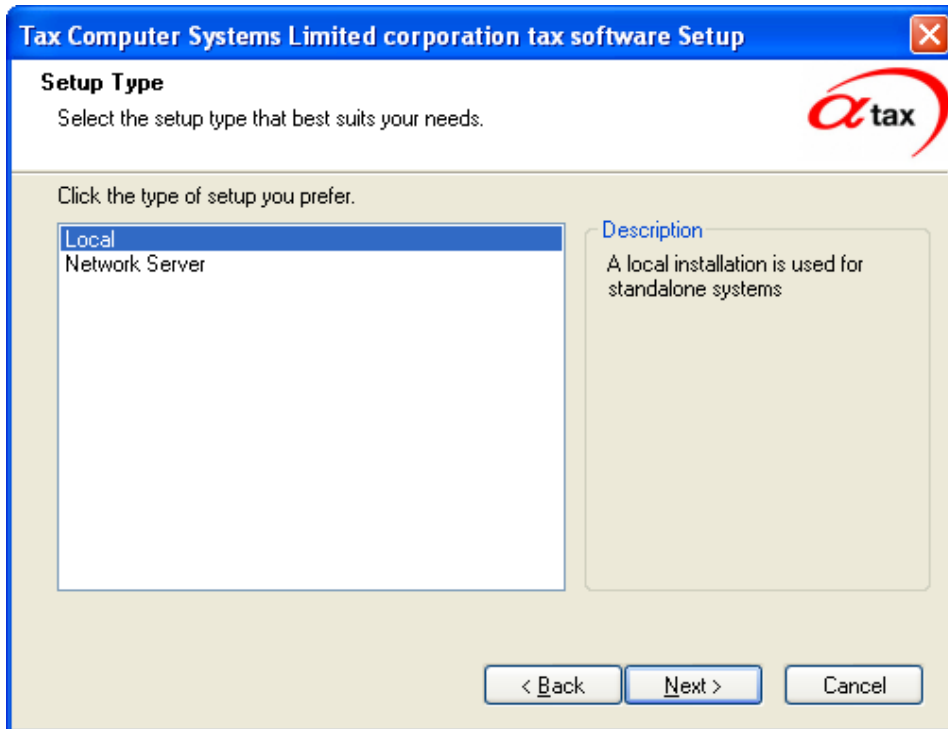 Tax Computer Systems Limited corporation tax software Setup
Setup Type
Select the setup type that best suits your needs.
α tax
Click the type of setup you prefer.
Local
Network Server
Description
A local installation is used for
standalone systems
< Back
Next >
Cancel